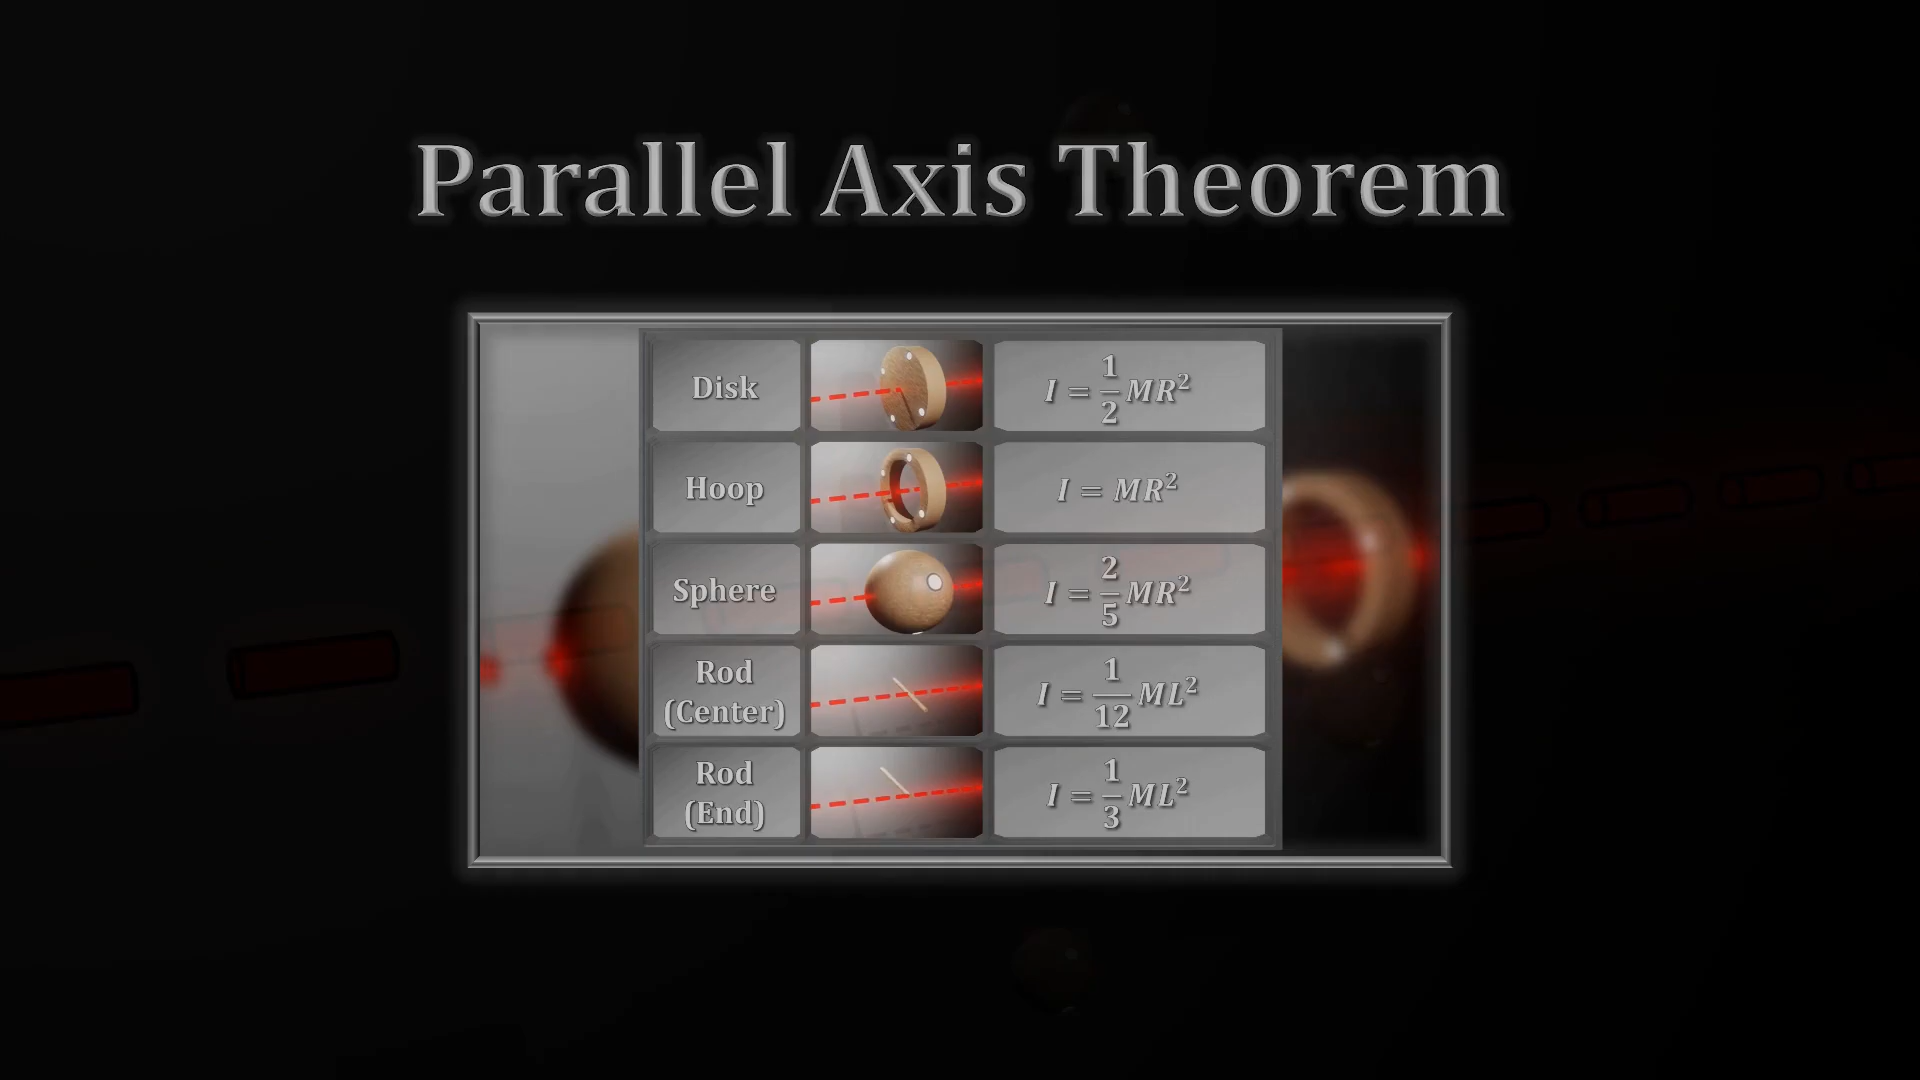 Parallel Axis Theorem
Disk
I = 1/2 MR²
Hoop
I = MR²
Sphere
I = 2/5 MR²
Rod
(Center)
I = 1/12 ML²
Rod
(End)
I = 1/3 ML²